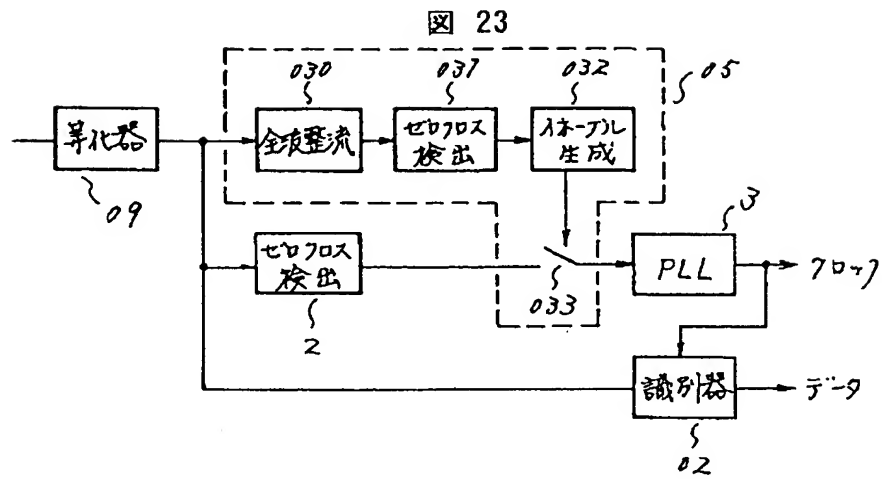 図 23
030
031
032
05
等化器
全波整流
ゼロクロス
検出
イネーブル
生成
09
3
ゼロクロス
検出
PLL
クロック
033
2
識別器
データ
02